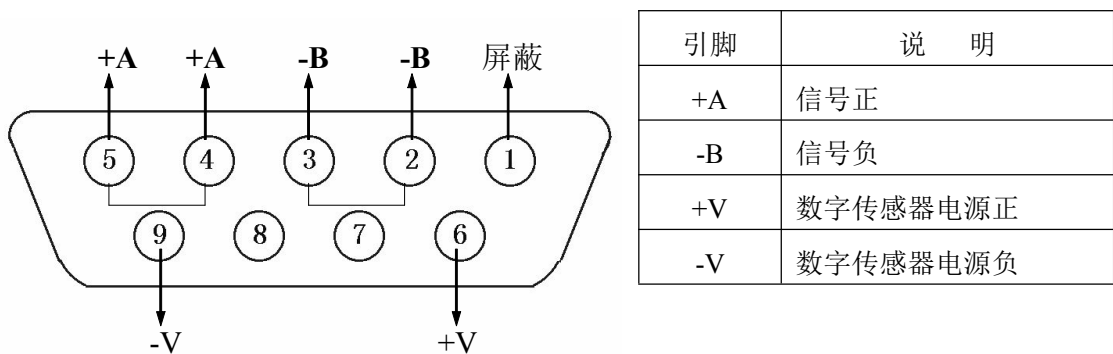 +A +A -B -B 屏蔽
5 4 3 2 1
9 8 7 6
-V +V
引脚 说 明
+A 信号正
-B 信号负
+V 数字传感器电源正
-V 数字传感器电源负